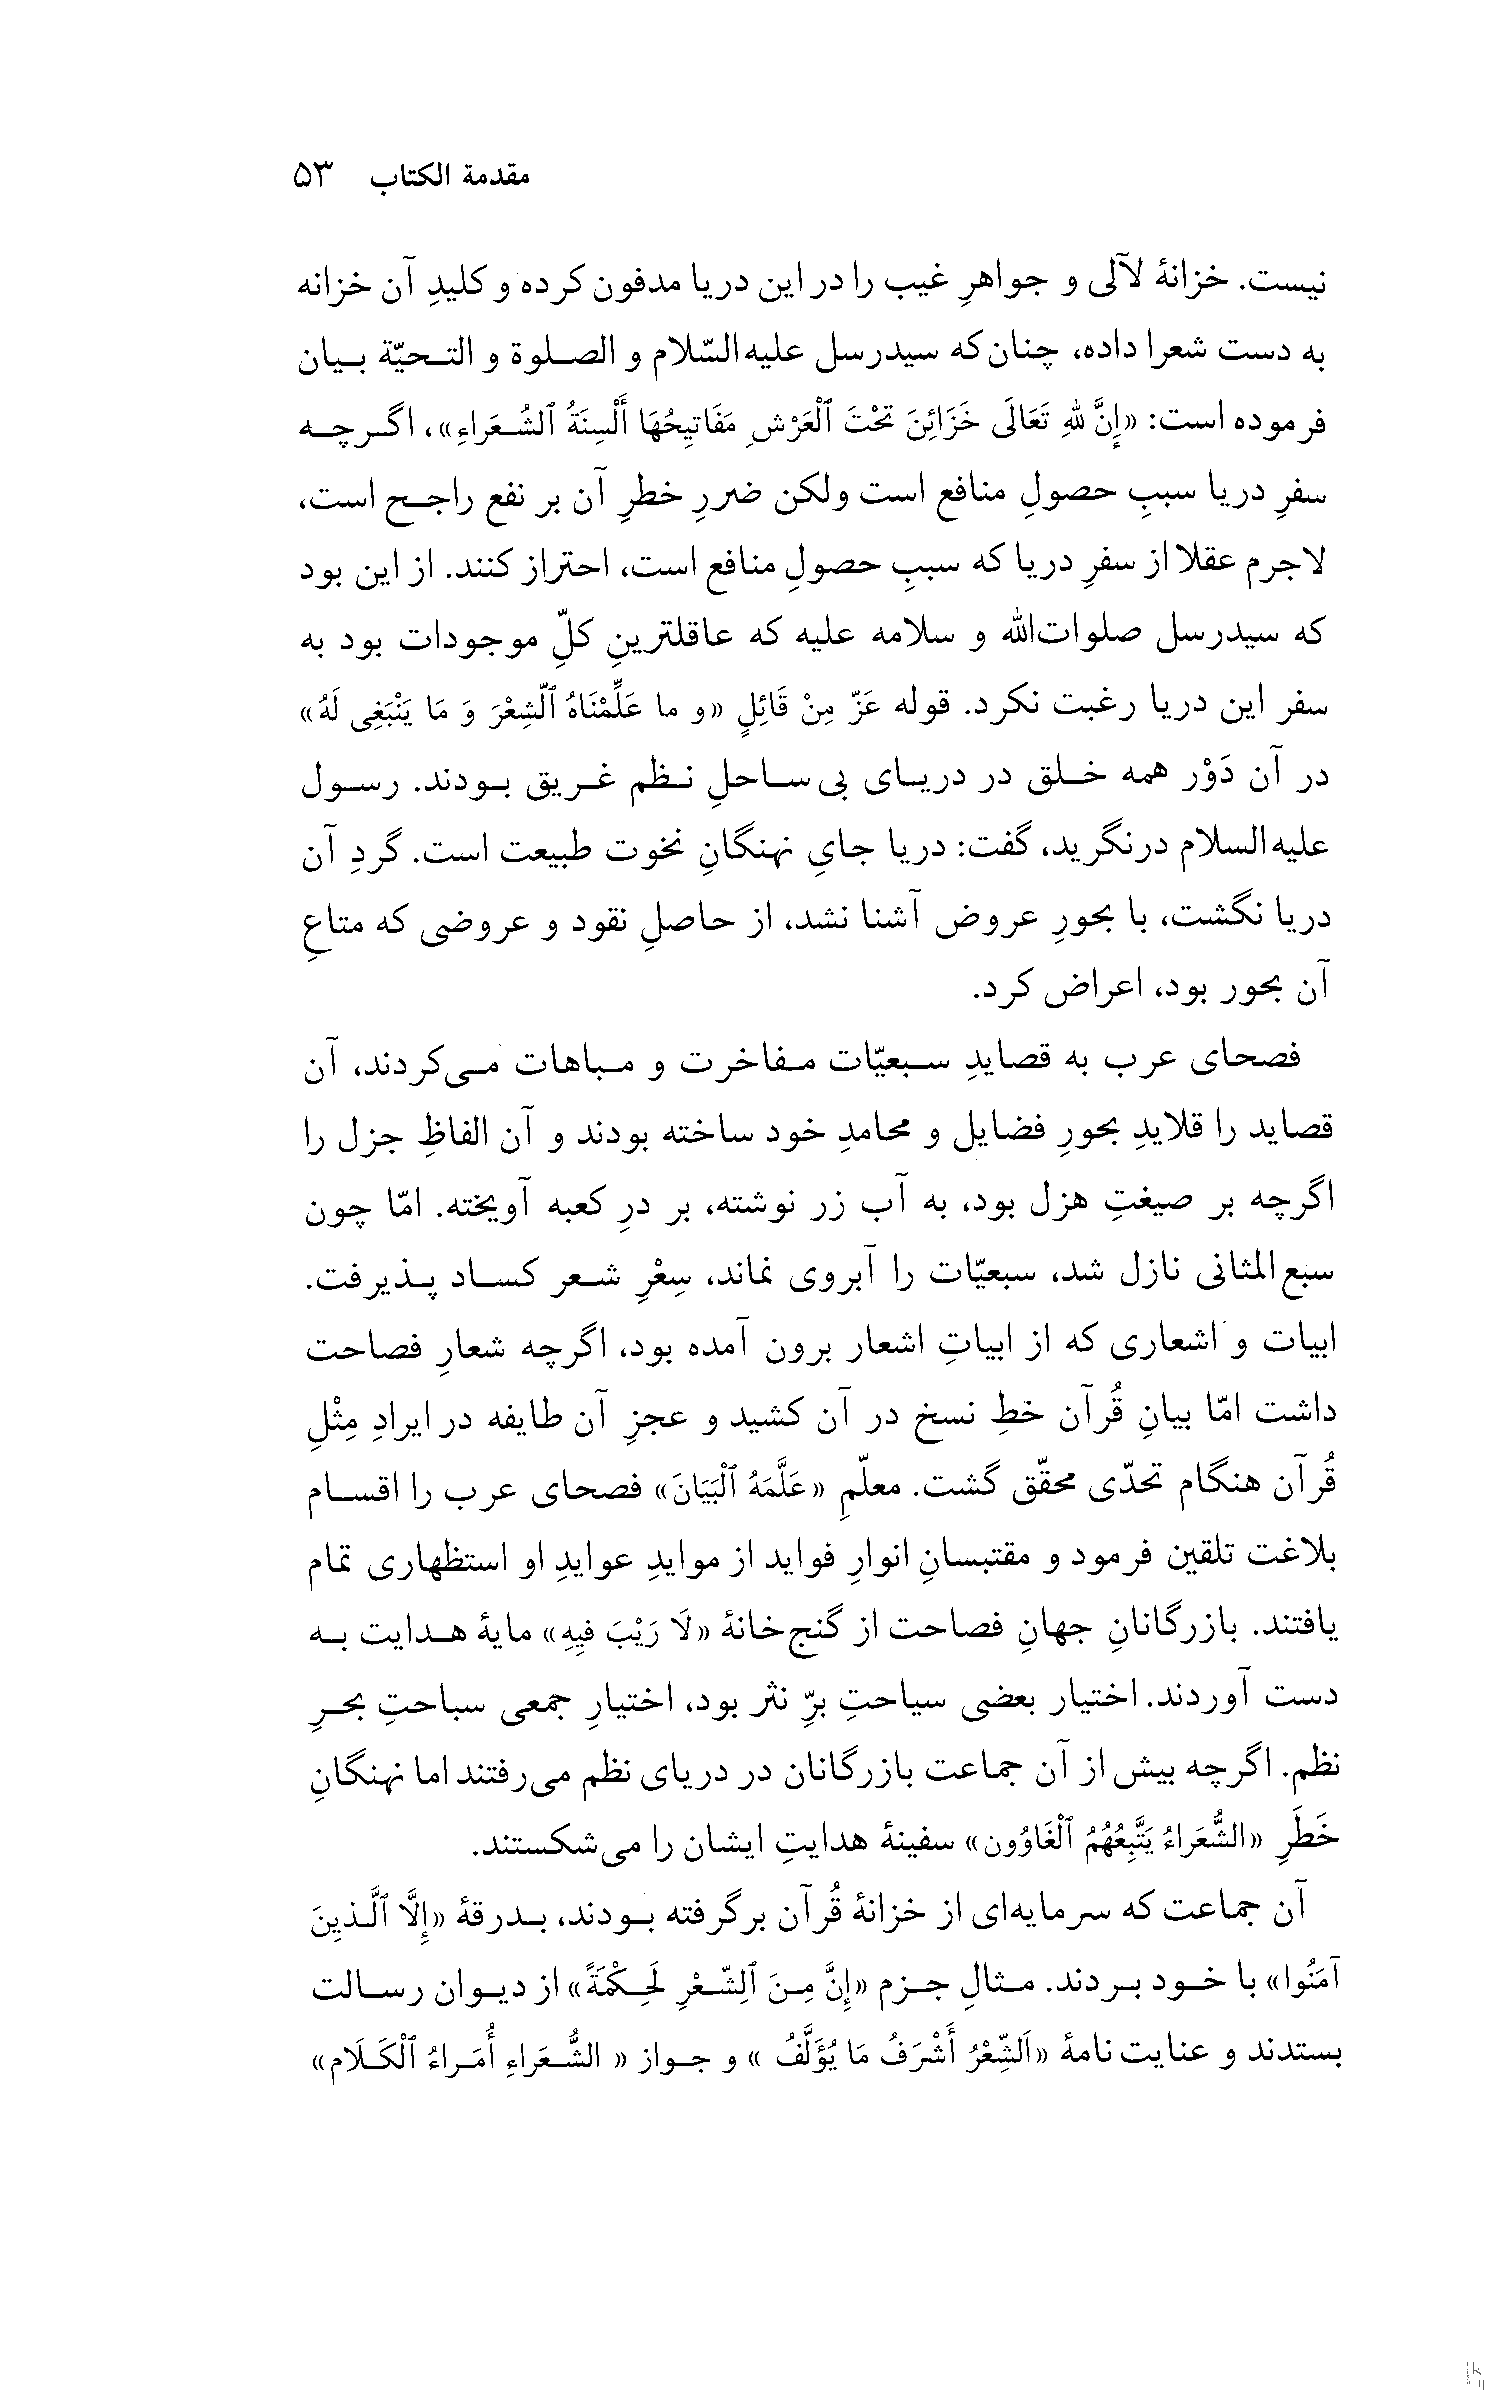 مقدمة الکتاب ۵۳
نیست. خزانهٔ لآلی و جواهرِ غیب را در این دریا مدفون کرده و کلیدِ آن خزانه
به دست شعرا داده، چنان‌که سیدرسل علیه‌السّلام و الصلوة و التحیّة بیان
فرموده است: «إِنَّ للهِ تَعَالَی خَزَائِنَ تَحْتَ ٱلْعَرْشِ مَفَاتِیحُهَا أَلْسِنَةُ ٱلشُّعَراءِ»، اگرچه
سفرِ دریا سببِ حصولِ منافع است ولکن ضررِ خطرِ آن بر نفع راجح است،
لاجرم عقلا از سفرِ دریا که سببِ حصولِ منافع است، احتراز کنند. از این بود
که سیدرسل صلوات‌الله و سلامه علیه که عاقلترینِ کلِّ موجودات بود به
سفر این دریا رغبت نکرد. قوله عَزّ مِنْ قَائِلٍ «و ما عَلِّمْنَاهُ ٱلشِّعْرَ وَ مَا یَنْبَغِی لَهُ»
در آن دَوْر همه خلق در دریای بی‌ساحلِ نظم غریق بودند. رسول
علیه‌السلام درنگرید، گفت: دریا جایِ نهنگانِ نخوت طبیعت است. گردِ آن
دریا نگشت، با بحورِ عروض آشنا نشد، از حاصلِ نقود و عروضی که متاعِ
آن بحور بود، اعراض کرد.
فصحای عرب به قصایدِ سبعیّات مفاخرت و مباهات می‌کردند، آن
قصاید را قلایدِ بحورِ فضایل و محامدِ خود ساخته بودند و آن الفاظِ جزل را
اگرچه بر صیغتِ هزل بود، به آب زر نوشته، بر درِ کعبه آویخته. امّا چون
سبع‌المثانی نازل شد، سبعیّات را آبروی نماند، سِعْرِ شعر کساد پذیرفت.
ابیات و اشعاری که از ابیاتِ اشعار برون آمده بود، اگرچه شعارِ فصاحت
داشت امّا بیانِ قُرآن خطِ نسخ در آن کشید و عجزِ آن طایفه در ایرادِ مِثْلِ
قُرآن هنگام تحدّی محقّق گشت. معلّمِ «عَلَّمَهُ ٱلْبَیَانَ» فصحای عرب را اقسام
بلاغت تلقین فرمود و مقتبسانِ انوارِ فواید از موایدِ عوایدِ او استظهاری تمام
یافتند. بازرگانانِ جهانِ فصاحت از گنج‌خانهٔ «لَا رَیْبَ فِیهِ» مایهٔ هدایت به
دست آوردند. اختیار بعضی سیاحتِ برِّ نثر بود، اختیارِ جمعی سباحتِ بحرِ
نظم. اگرچه بیش از آن جماعت بازرگانان در دریای نظم می‌رفتند اما نهنگانِ
خَطَرِ «الشُّعَراءُ یَتَّبِعُهُمُ ٱلْغَاوُون» سفینهٔ هدایتِ ایشان را می‌شکستند.
آن جماعت که سرمایه‌ای از خزانهٔ قُرآن برگرفته بودند، بدرقهٔ «إِلَّا ٱلَّذِینَ
آمَنُوا» با خود بردند. مثالِ جزم «إِنَّ مِنَ ٱلِشّعْرِ لَحِکْمَةً» از دیوان رسالت
بستدند و عنایت نامهٔ «اَلشِّعْرُ أَشْرَفُ مَا یُؤَلَّفُ » و جواز « الشُّعَراءِ أُمَراءُ ٱلْکَلَام»